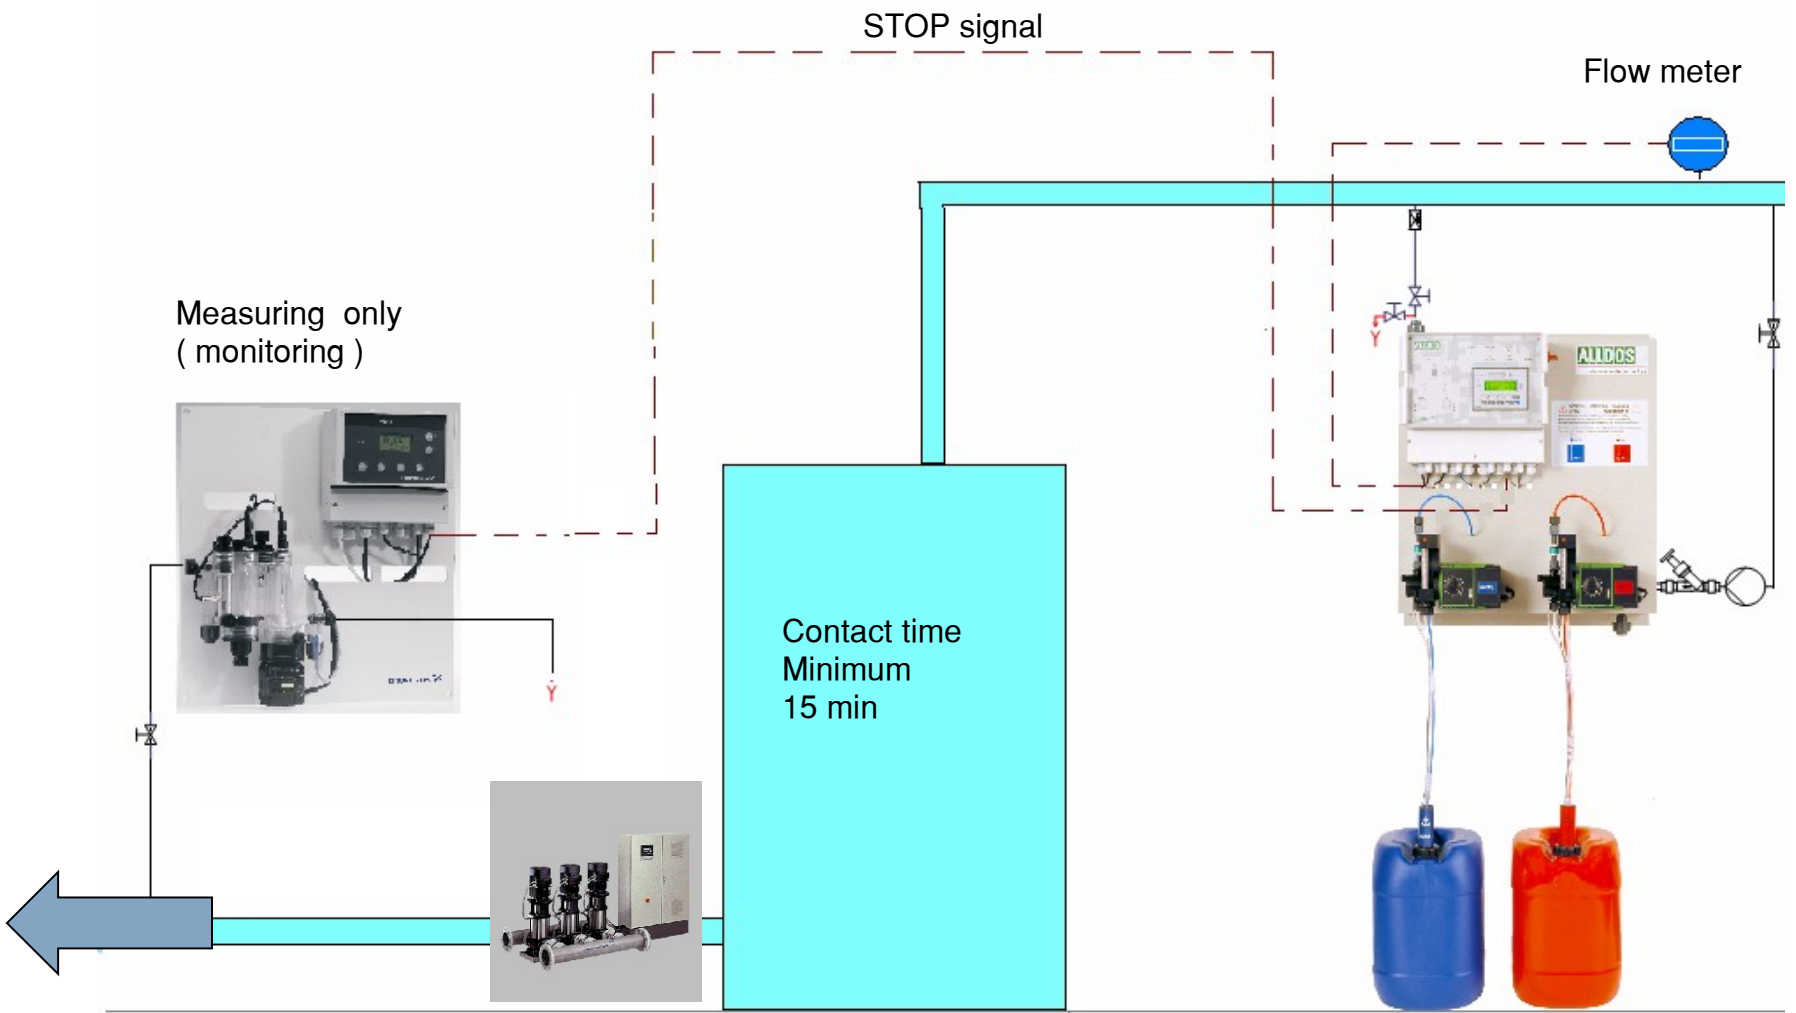 STOP signal
Flow meter
Measuring only
( monitoring )
ALLDOS
Contact time
Minimum
15 min
Y
Y